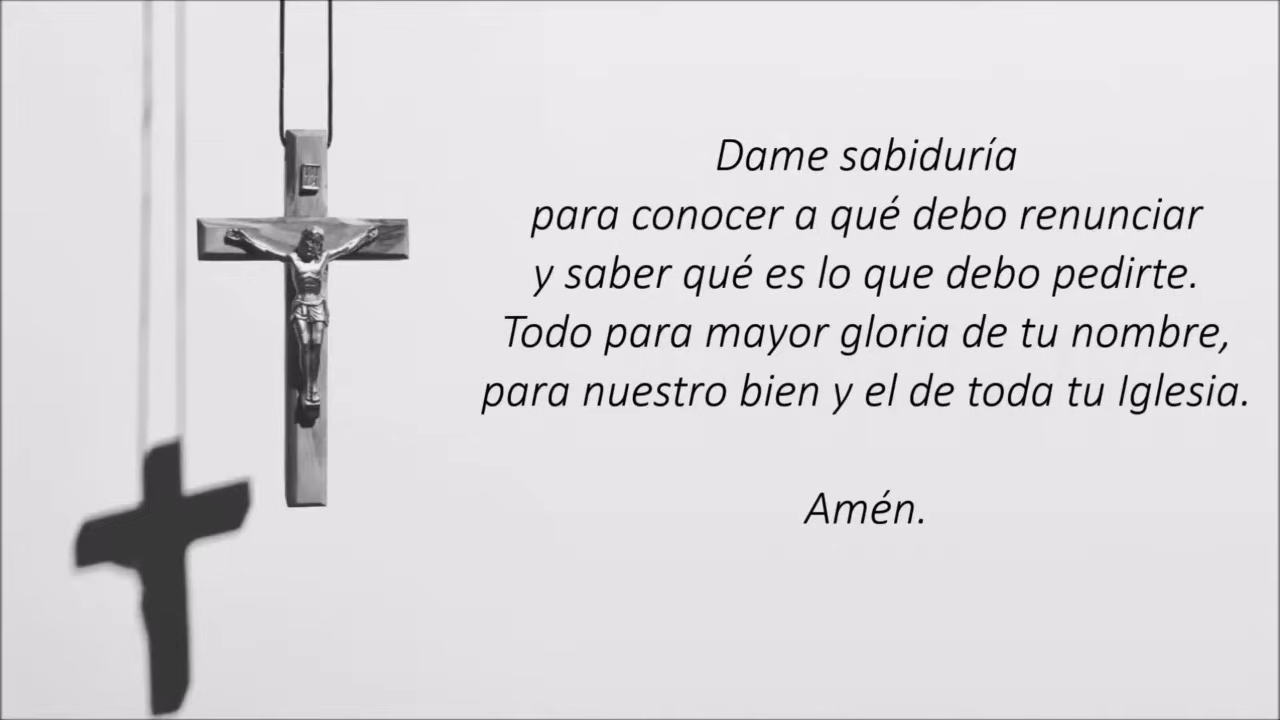 Dame sabiduría
para conocer a qué debo renunciar
y saber qué es lo que debo pedirte.
Todo para mayor gloria de tu nombre,
para nuestro bien y el de toda tu Iglesia.
Amén.